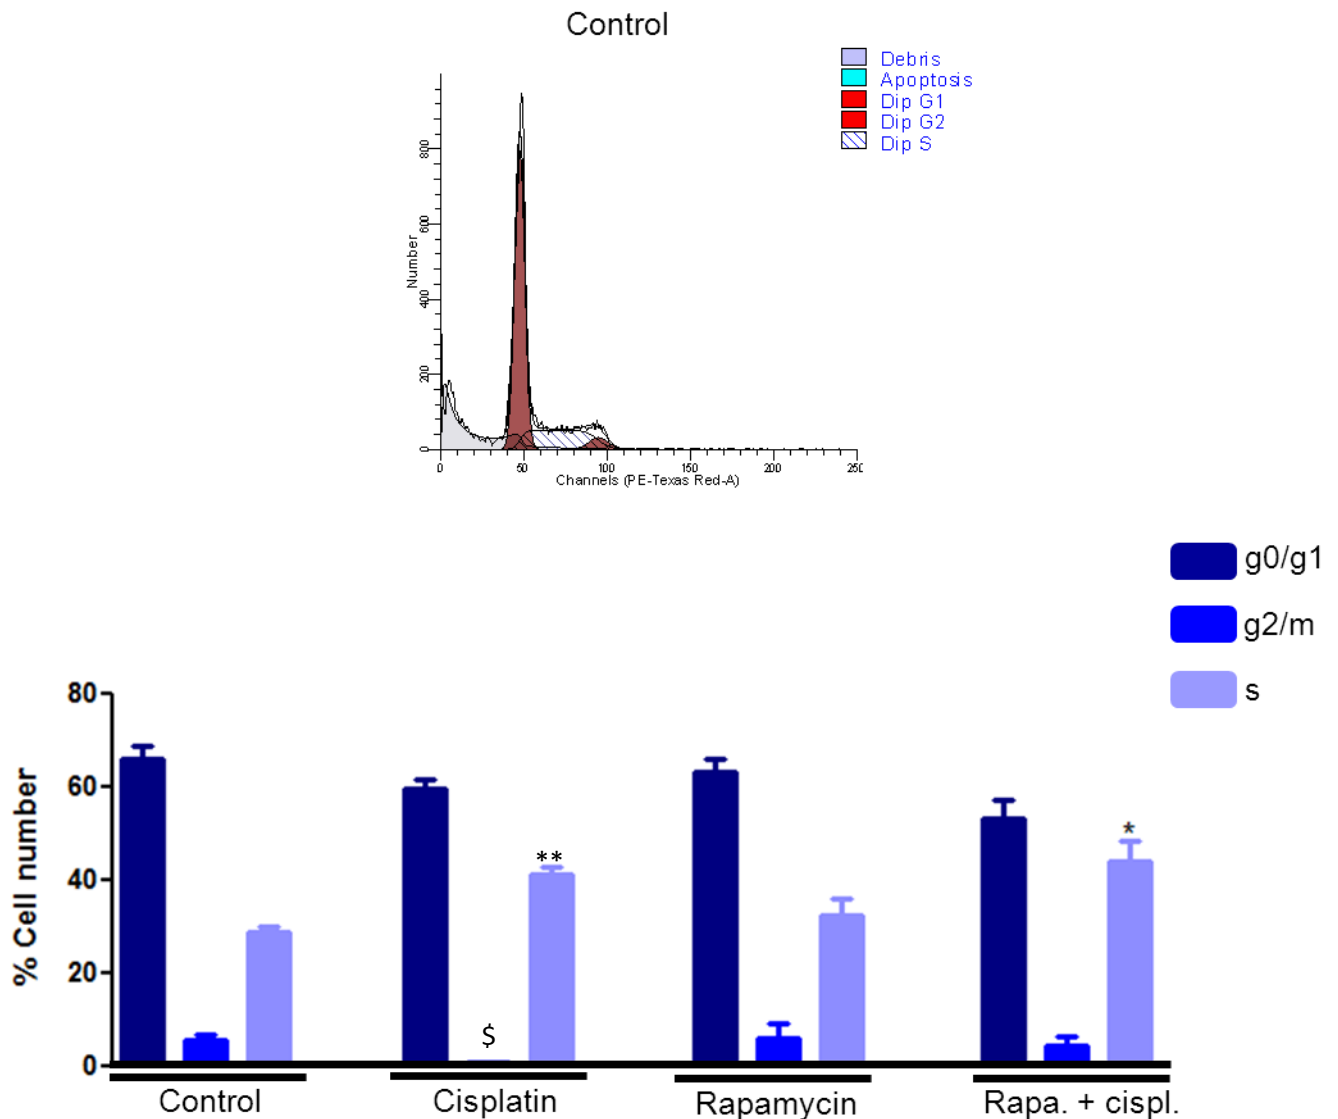 Control
Debris
Apoptosis
Dip G1
Dip G2
Dip S
Number
800
600
400
200
0
0 50 100 150 200 250
Channels (PE-Texas Red-A)
g0/g1
g2/m
s
% Cell number
80
60
40
20
0
$
**
*
Control Cisplatin Rapamycin Rapa. + cispl.